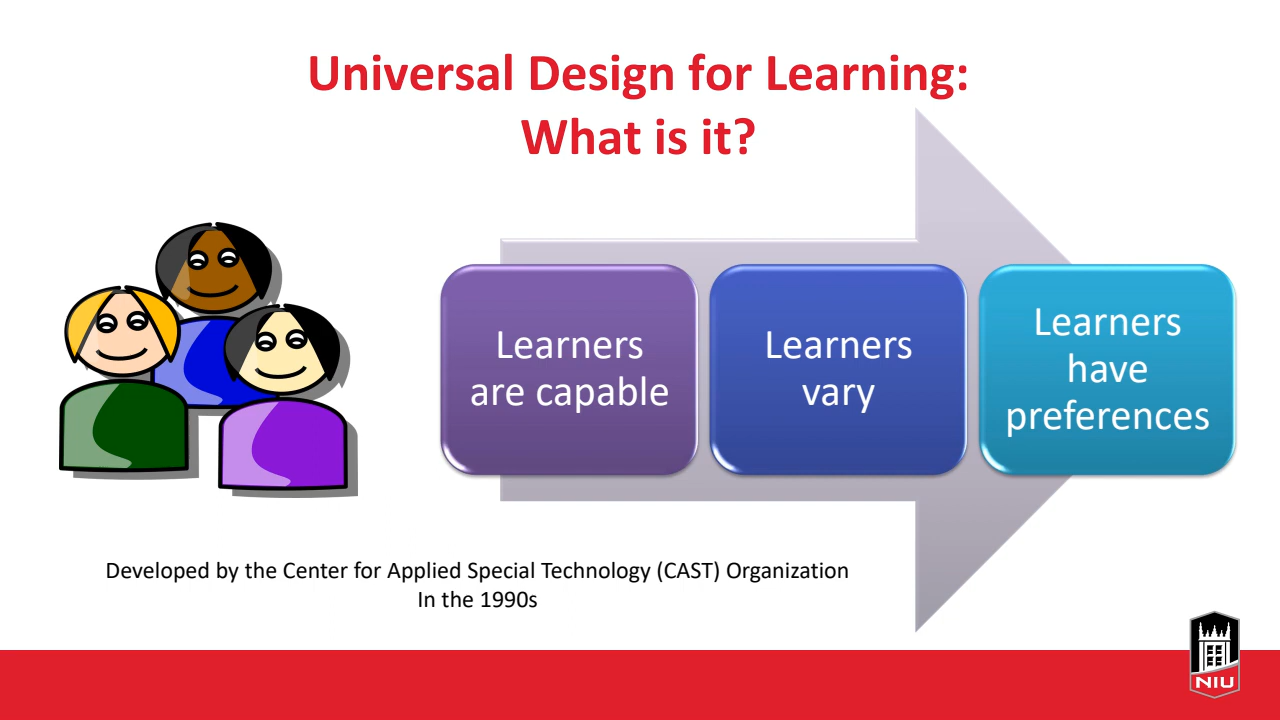 Universal Design for Learning:
What is it?
Learners
are capable
Learners
vary
Learners
have
preferences
Developed by the Center for Applied Special Technology (CAST) Organization
In the 1990s
NIU